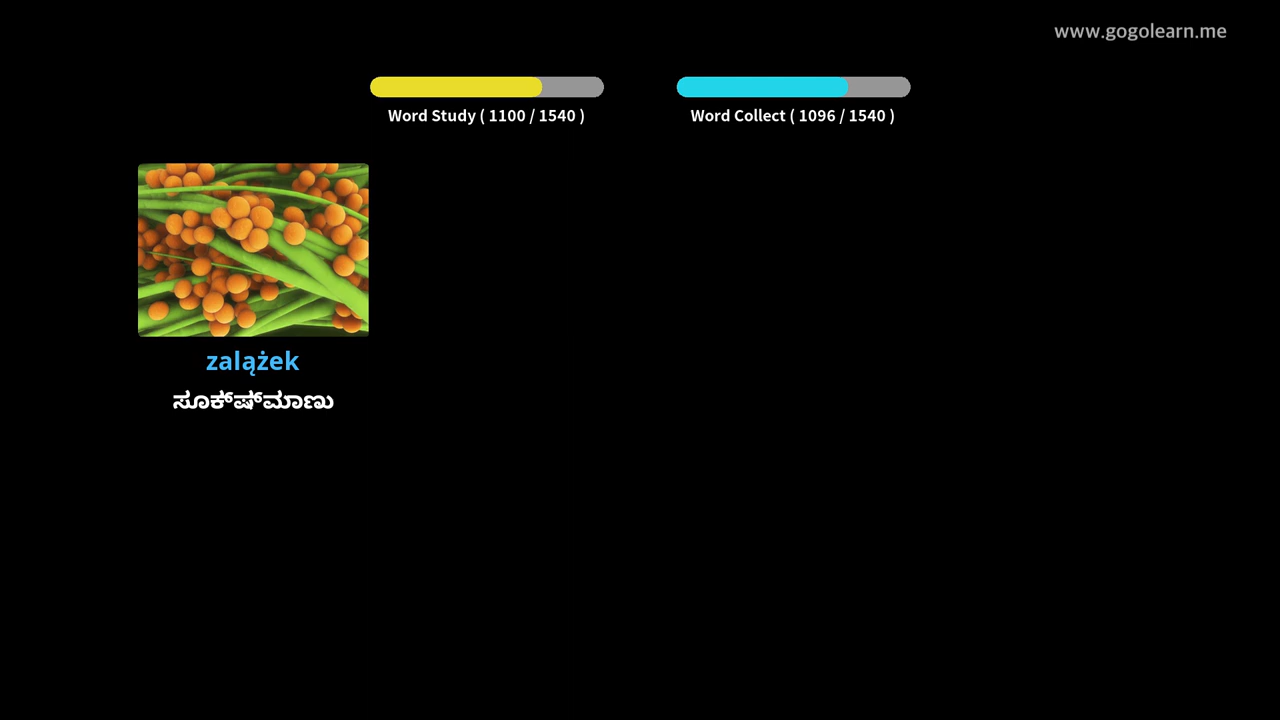 www.gogolearn.me
Word Study ( 1100 / 1540 )
Word Collect ( 1096 / 1540 )
zalążek
ಸೂಕ್‌ಷ್‌ಮಾಣು